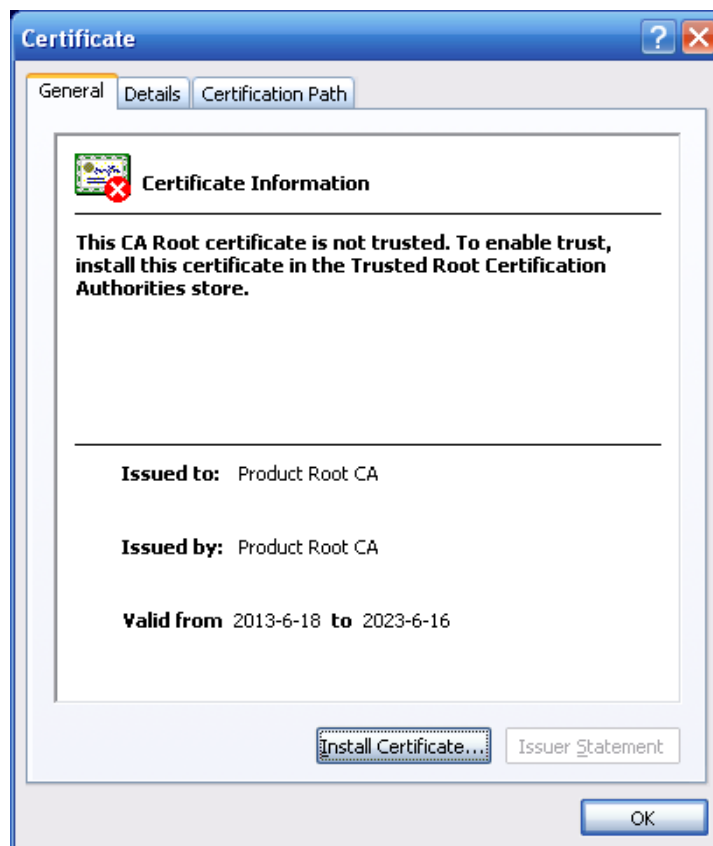 Certificate
General Details Certification Path
Certificate Information
This CA Root certificate is not trusted. To enable trust,
install this certificate in the Trusted Root Certification
Authorities store.
Issued to: Product Root CA
Issued by: Product Root CA
Valid from 2013-6-18 to 2023-6-16
Install Certificate... Issuer Statement
OK